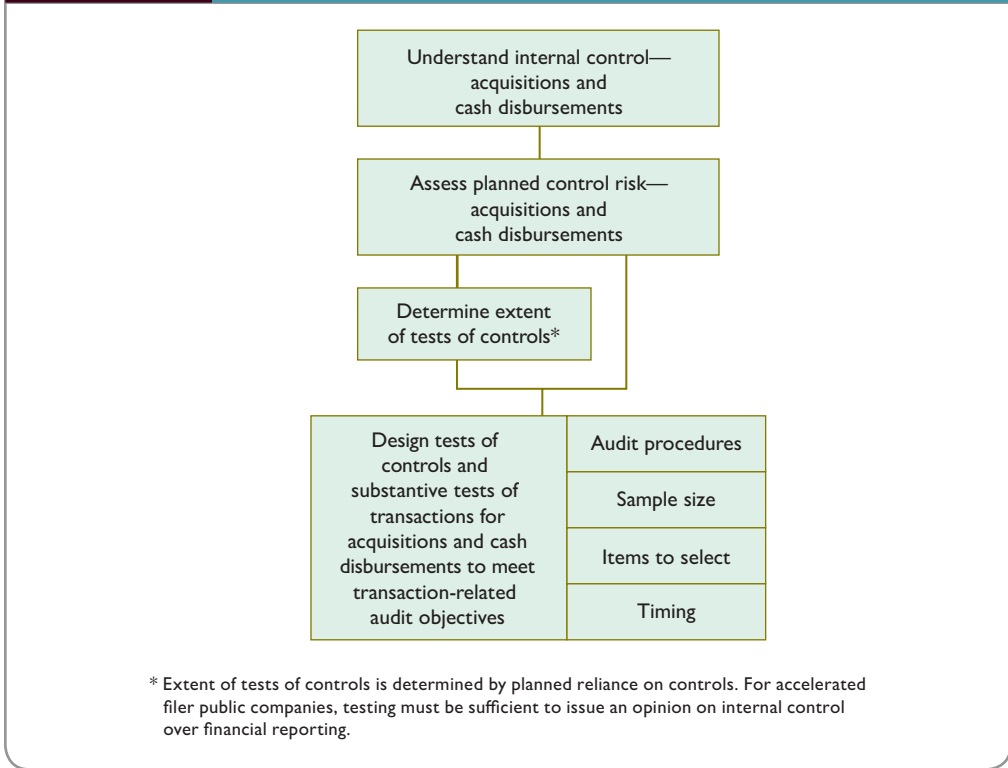 Understand internal control—
acquisitions and
cash disbursements
Assess planned control risk—
acquisitions and
cash disbursements
Determine extent
of tests of controls*
Design tests of
controls and
substantive tests of
transactions for
acquisitions and cash
disbursements to meet
transaction-related
audit objectives
Audit procedures
Sample size
Items to select
Timing
* Extent of tests of controls is determined by planned reliance on controls. For accelerated
filer public companies, testing must be sufficient to issue an opinion on internal control
over financial reporting.